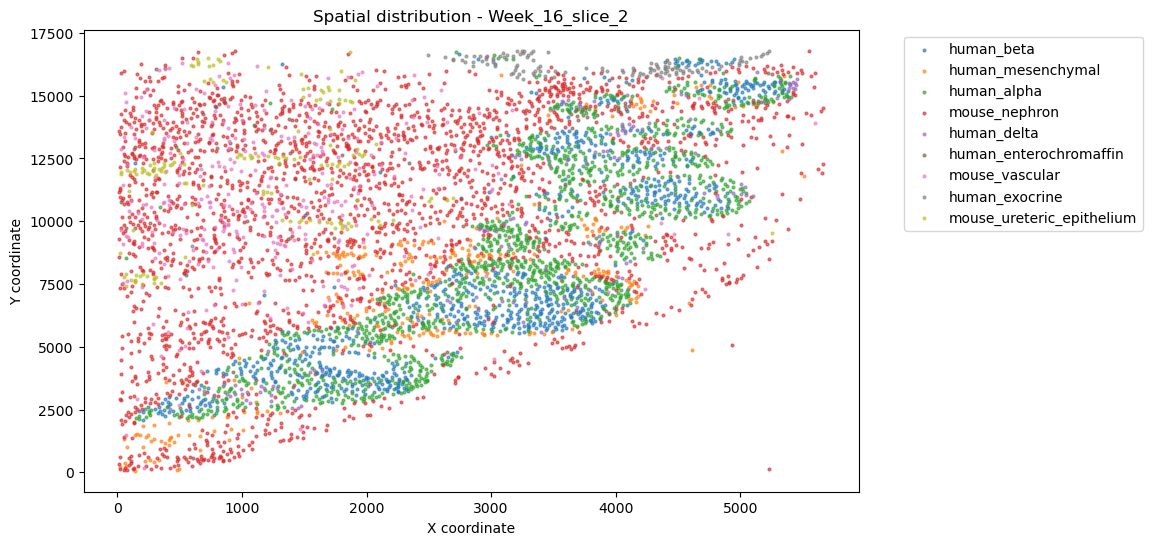 Spatial distribution - Week_16_slice_2
17500
15000
12500
10000
7500
5000
2500
0
Y coordinate
0 1000 2000 3000 4000 5000
X coordinate
human_beta
human_mesenchymal
human_alpha
mouse_nephron
human_delta
human_enterochromaffin
mouse_vascular
human_exocrine
mouse_ureteric_epithelium